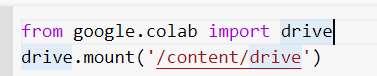 from google.colab import drive
drive.mount('/content/drive')